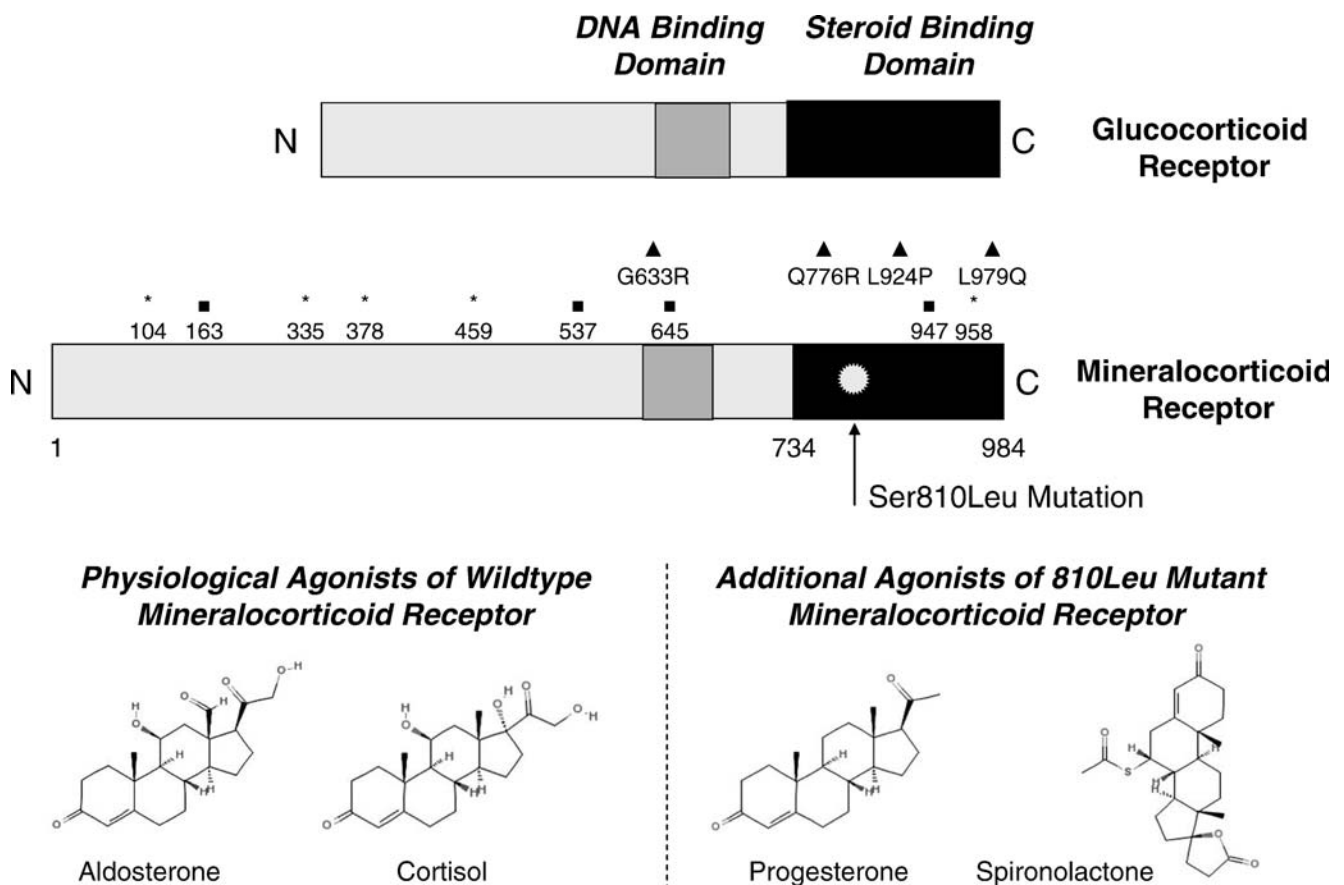 DNA Binding
Domain
Steroid Binding
Domain
N
C
Glucocorticoid
Receptor
▲ ▲ ▲ ▲
G633R Q776R L924P L979Q
* ■ * * * ■ ■ ■ *
104 163 335 378 459 537 645 947 958
N
C
Mineralocorticoid
Receptor
1 734 984
Ser810Leu Mutation
Physiological Agonists of Wildtype
Mineralocorticoid Receptor
Additional Agonists of 810Leu Mutant
Mineralocorticoid Receptor
O H
H O O H O
H
H H
O
Aldosterone
H O
H O O O H
H
H H
O
Cortisol
O
H
H H
O
Progesterone
O
O
S H H
H H
O O
Spironolactone